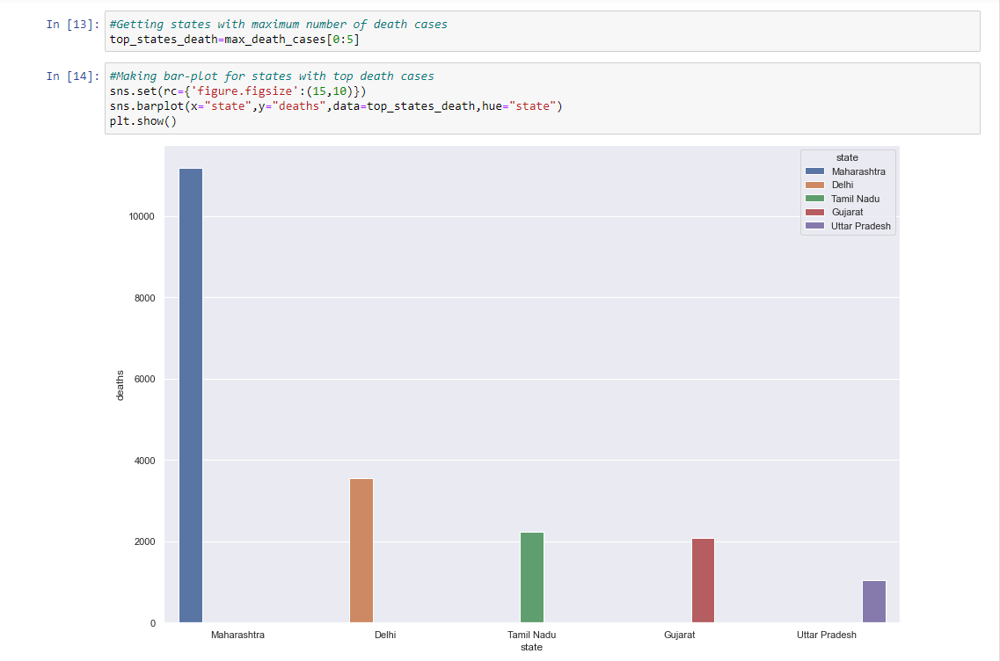 In [13]: #Getting states with maximum number of death cases
top_states_death=max_death_cases[0:5]
In [14]: #Making bar-plot for states with top death cases
sns.set(rc={'figure.figsize':(15,10)})
sns.barplot(x="state",y="deaths",data=top_states_death,hue="state")
plt.show()
state
Maharashtra
Delhi
Tamil Nadu
Gujarat
Uttar Pradesh
10000
8000
6000
4000
2000
0
deaths
Maharashtra Delhi Tamil Nadu Gujarat Uttar Pradesh
state